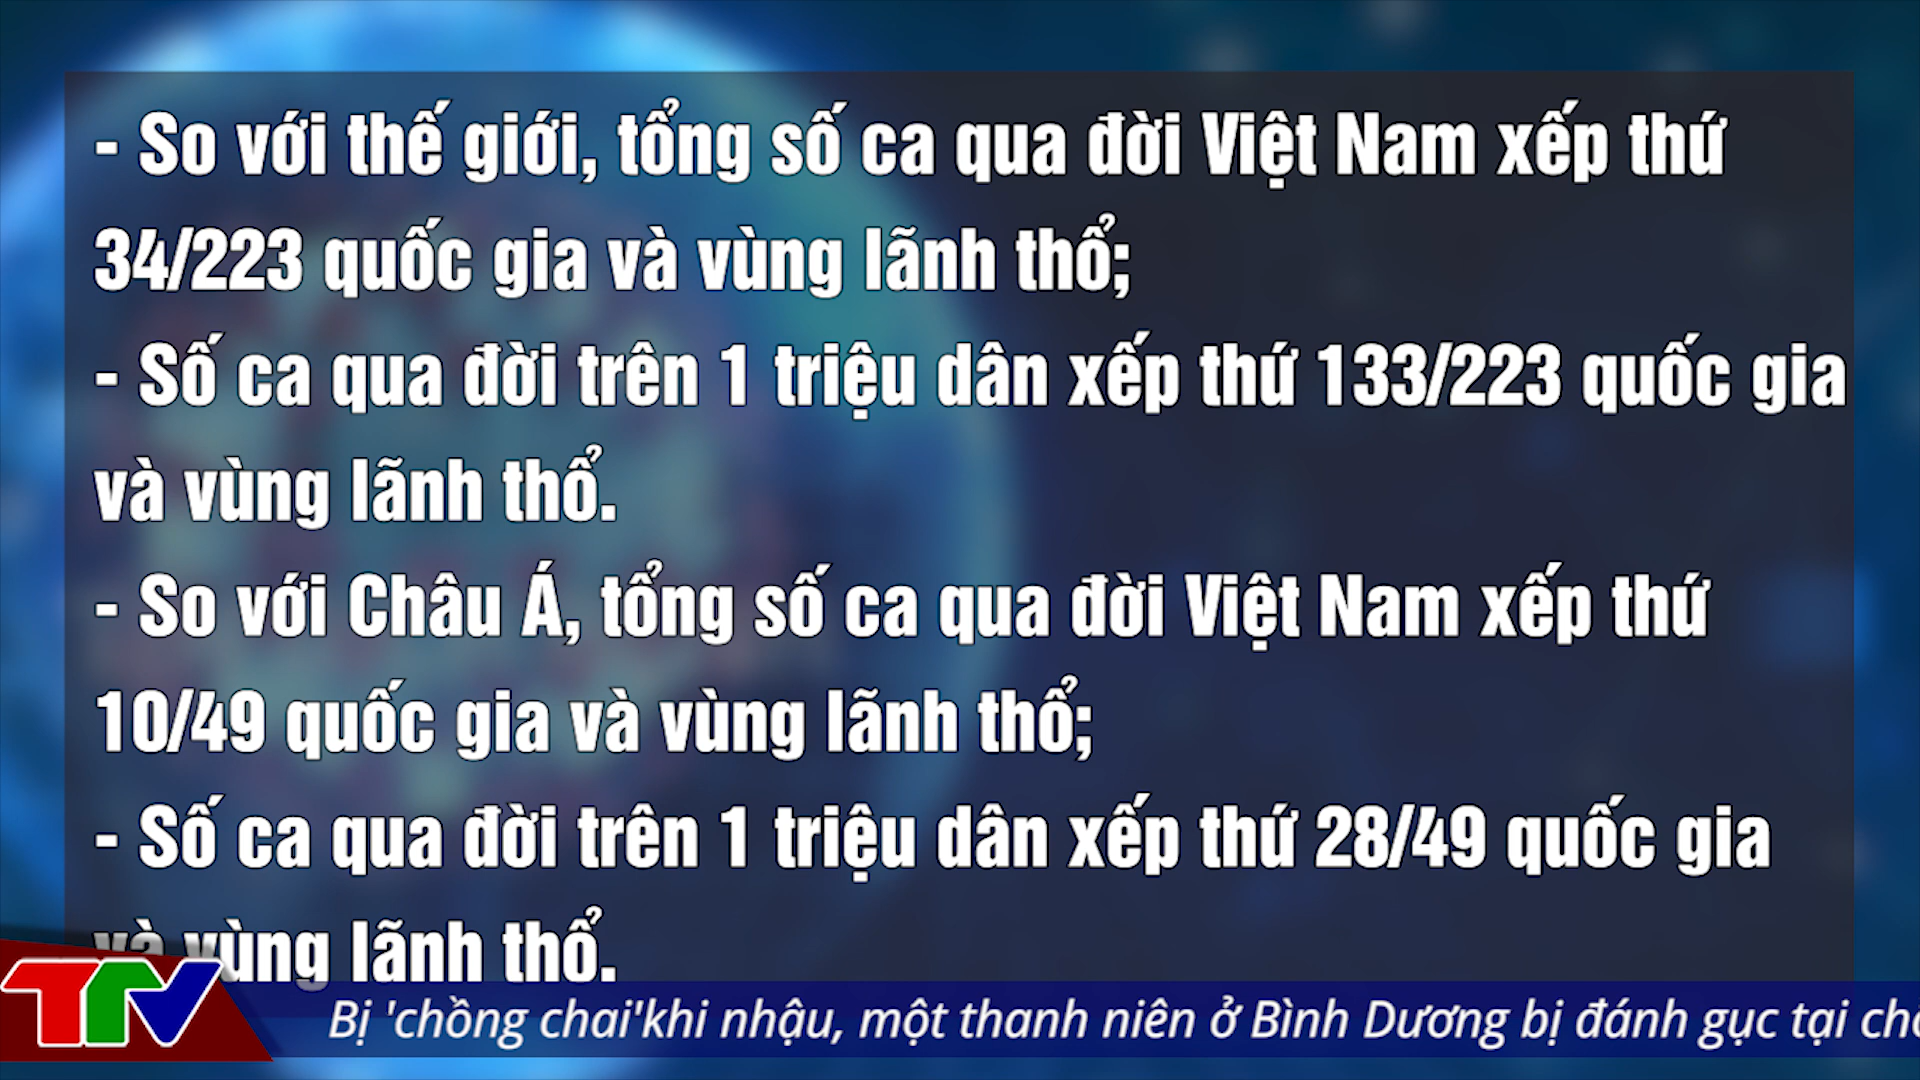 - So với thế giới, tổng số ca qua đời Việt Nam xếp thứ
34/223 quốc gia và vùng lãnh thổ;
- Số ca qua đời trên 1 triệu dân xếp thứ 133/223 quốc gia
và vùng lãnh thổ.
- So với Châu Á, tổng số ca qua đời Việt Nam xếp thứ
10/49 quốc gia và vùng lãnh thổ;
- Số ca qua đời trên 1 triệu dân xếp thứ 28/49 quốc gia
và vùng lãnh thổ.
TTV
Bị 'chồng chai'khi nhậu, một thanh niên ở Bình Dương bị đánh gục tại